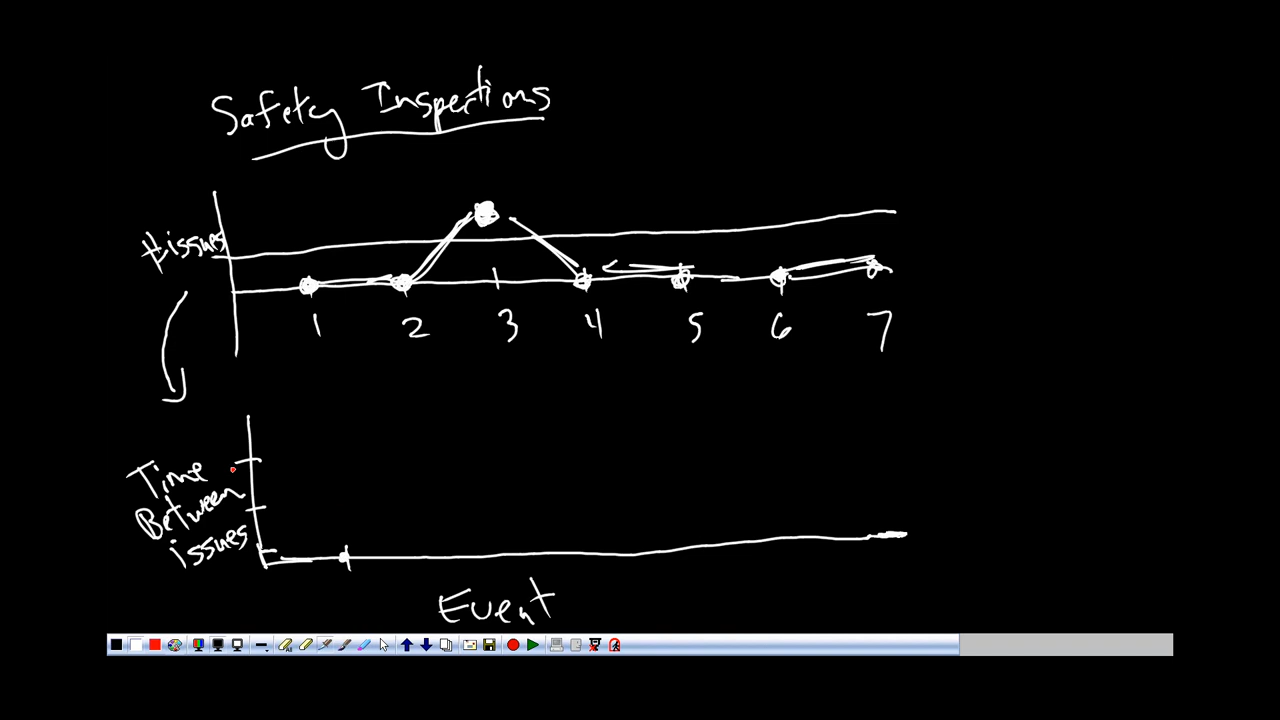 Safety Inspections
#issues
1 2 3 4 5 6 7
Time
Between
issues
Event